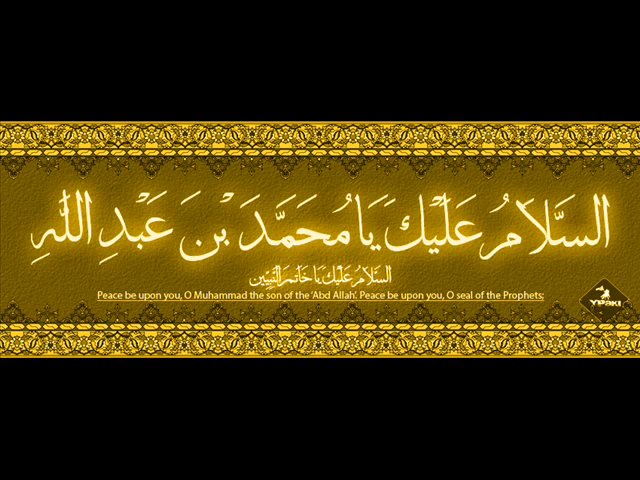 السَّلَامُ عَلَيْكَ يَا مُحَمَّدَ بْنَ عَبْدِ اللَّهِ
السَّلَامُ عَلَيْكَ يَا خَاتَمَ النَّبِيِّينَ
Peace be upon you, O Muhammad the son of the 'Abd Allah. Peace be upon you, O seal of the Prophets;